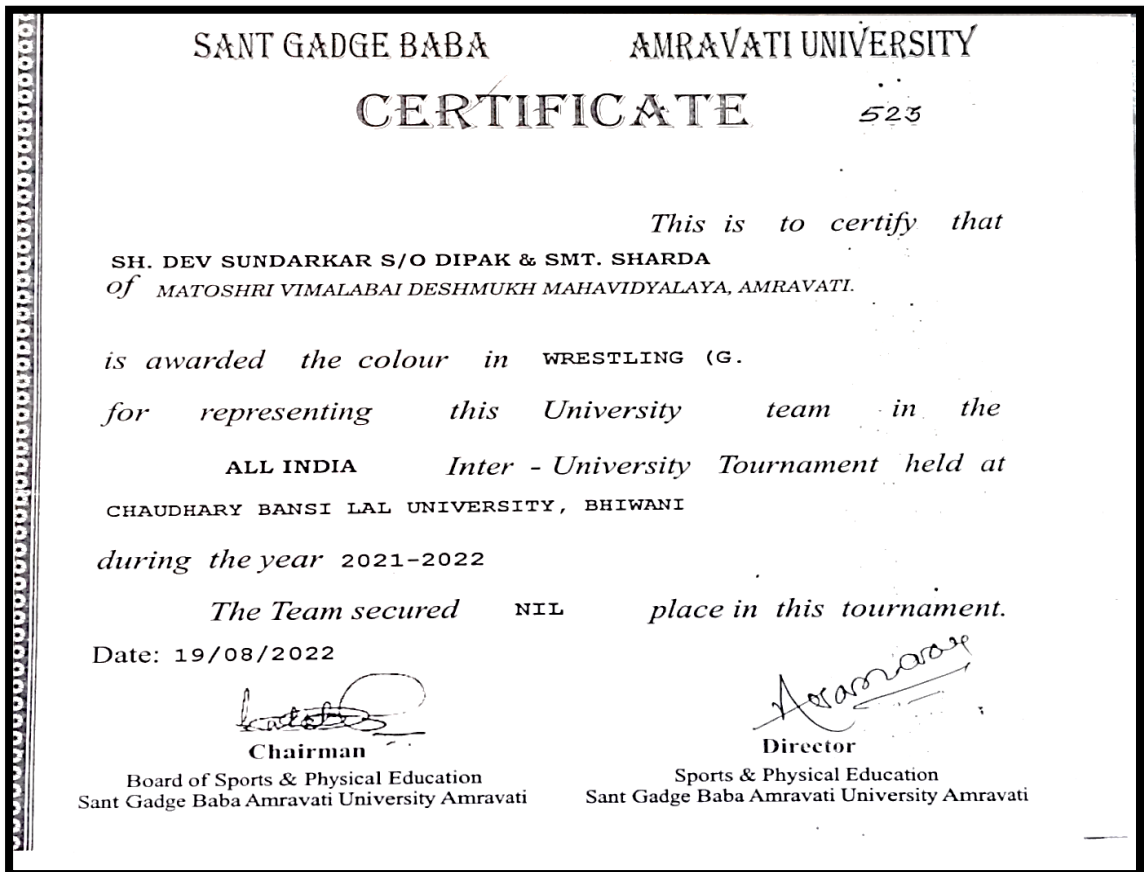 SANT GADGE BABA AMRAVATI UNIVERSITY
CERTIFICATE 523
This is to certify that
SH. DEV SUNDARKAR S/O DIPAK & SMT. SHARDA
of MATOSHRI VIMALABAI DESHMUKH MAHAVIDYALAYA, AMRAVATI.
is awarded the colour in WRESTLING (G.
for representing this University team in the
ALL INDIA Inter - University Tournament held at
CHAUDHARY BANSI LAL UNIVERSITY, BHIWANI
during the year 2021-2022
The Team secured NIL place in this tournament.
Date: 19/08/2022
Chairman Director
Board of Sports & Physical Education Sports & Physical Education
Sant Gadge Baba Amravati University Amravati Sant Gadge Baba Amravati University Amravati